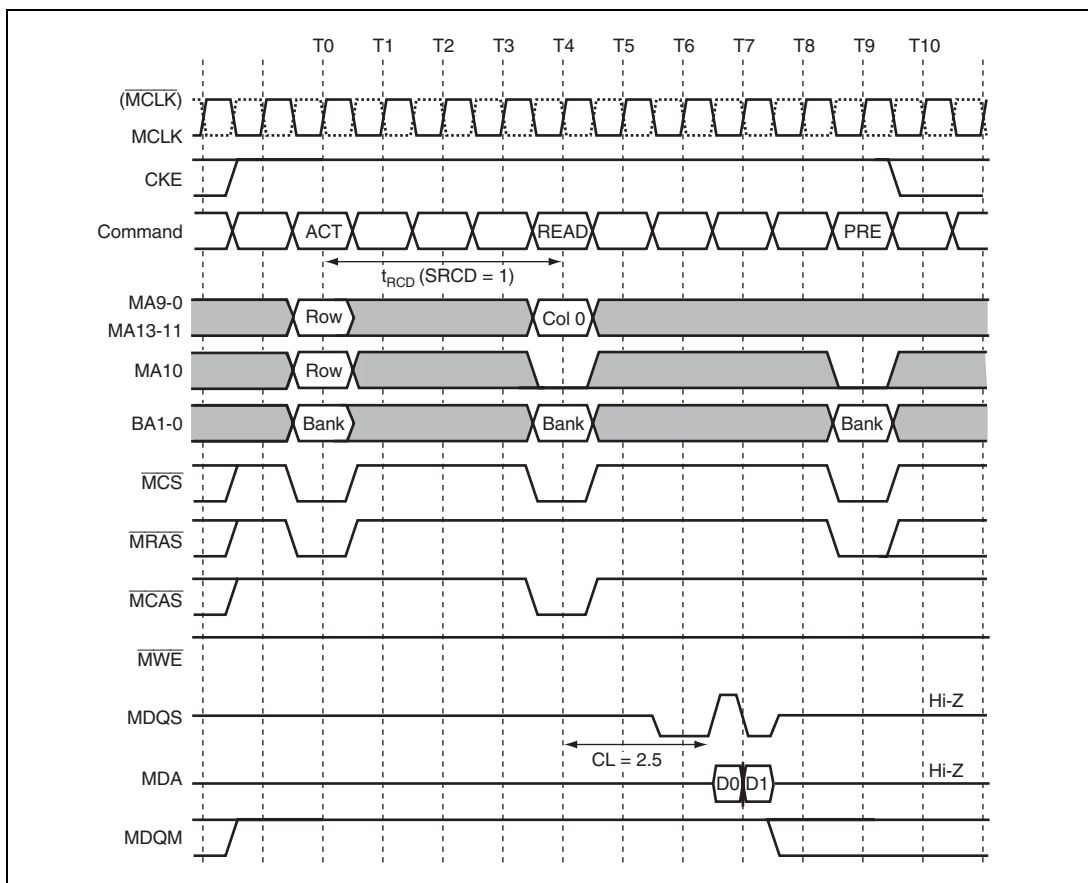 T0 T1 T2 T3 T4 T5 T6 T7 T8 T9 T10
(MCLK)
MCLK
CKE
Command ACT READ PRE
tRCD (SRCD = 1)
MA9-0
MA13-11
Row Col 0
MA10 Row
BA1-0 Bank Bank Bank
MCS
MRAS
MCAS
MWE
MDQS Hi-Z
CL = 2.5
MDA D0 D1 Hi-Z
MDQM